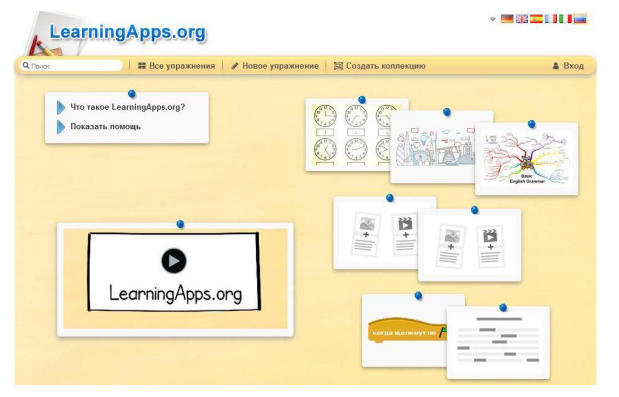 LearningApps.org
Поиск
Все упражнения
Новое упражнение
Создать коллекцию
Вход
Что такое LearningApps.org?
Показать помощь
Basic
English Grammar
LearningApps.org
когда щелкнут по